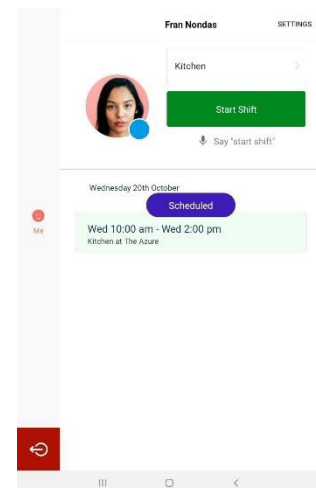 Fran Nondas
SETTINGS
Kitchen
Start Shift
Say "start shift"
Wednesday 20th October
Scheduled
Me
Wed 10:00 am - Wed 2:00 pm
Kitchen at The Azure